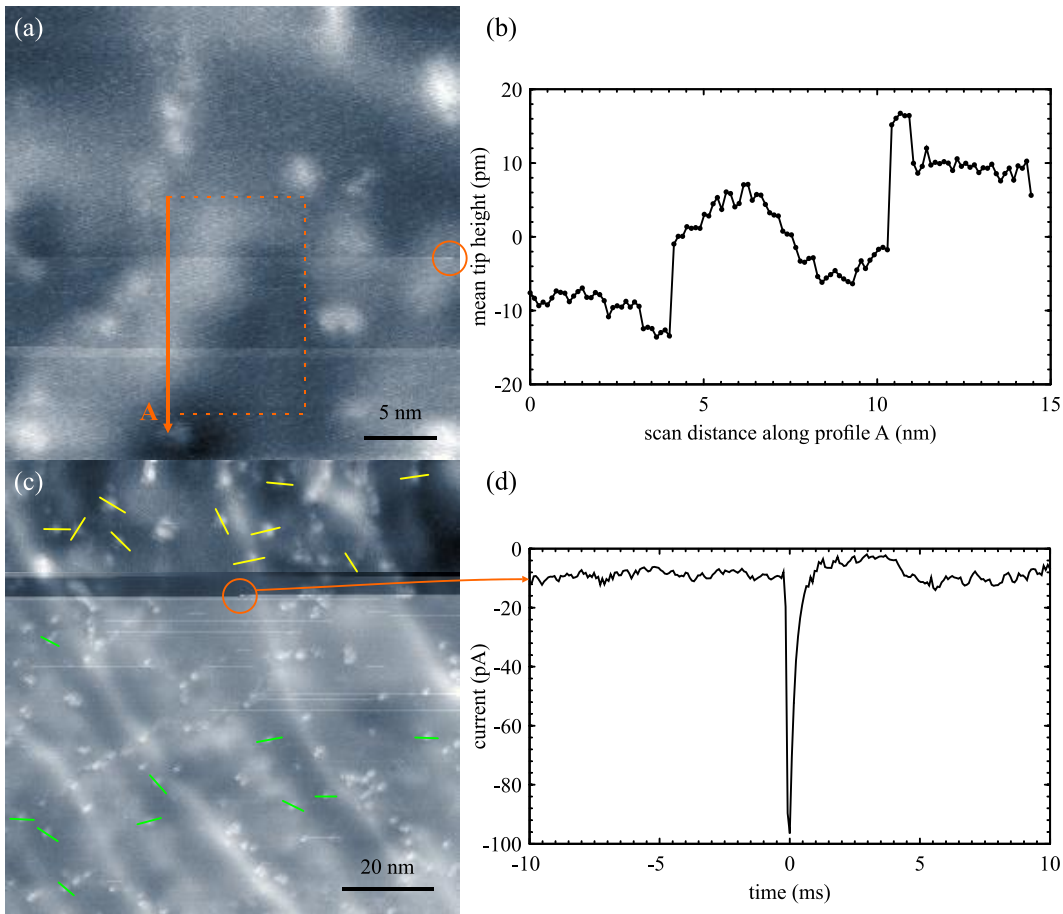 (a)
A
5 nm
(b)
20
10
0
-10
-20
mean tip height (pm)
0
5
10
15
scan distance along profile A (nm)
(c)
20 nm
(d)
0
-20
-40
-60
-80
-100
current (pA)
-10
-5
0
5
10
time (ms)